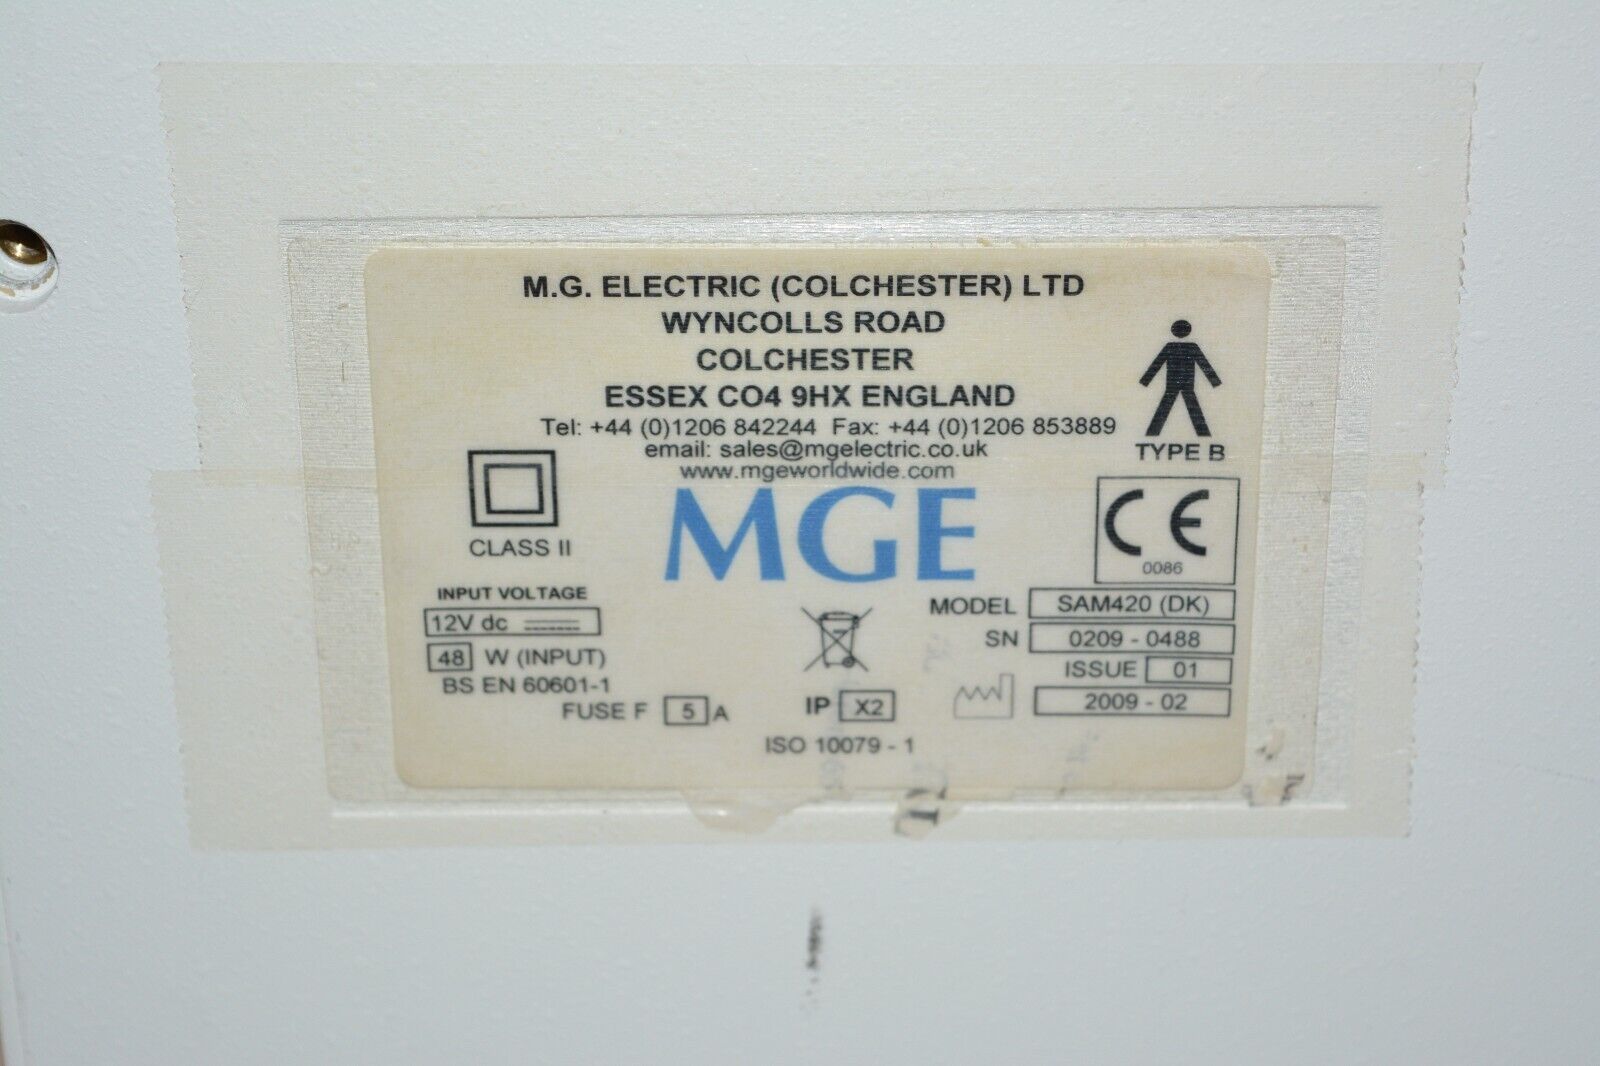 M.G. ELECTRIC (COLCHESTER) LTD
WYNCOLLS ROAD
COLCHESTER
ESSEX CO4 9HX ENGLAND
Tel: +44 (0)1206 842244 Fax: +44 (0)1206 853889
email: sales@mgelectric.co.uk
www.mgeworldwide.com
TYPE B
CLASS II
MGE
CE
0086
INPUT VOLTAGE
12V dc
48 W (INPUT)
BS EN 60601-1
FUSE F 5 A
IP X2
ISO 10079 - 1
MODEL SAM420 (DK)
SN 0209 - 0488
ISSUE 01
2009 - 02